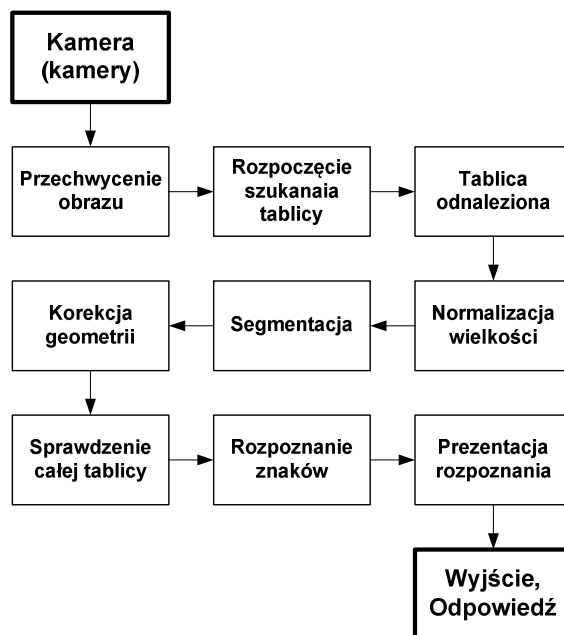 Kamera
(kamery)
Przechwycenie
obrazu
Rozpoczęcie
szukanaia
tablicy
Tablica
odnaleziona
Normalizacja
wielkości
Segmentacja
Korekcja
geometrii
Sprawdzenie
całej tablicy
Rozpoznanie
znaków
Prezentacja
rozpoznania
Wyjście,
Odpowiedź